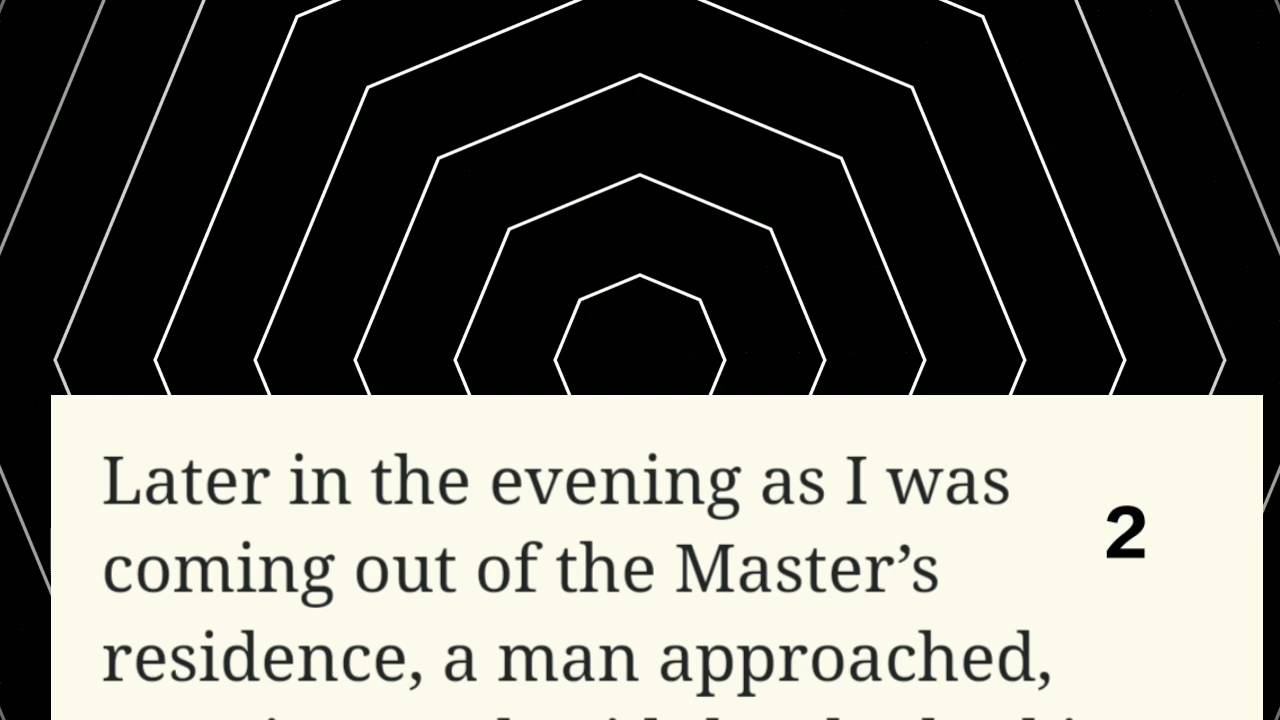 Later in the evening as I was
2
coming out of the Master’s
residence, a man approached,